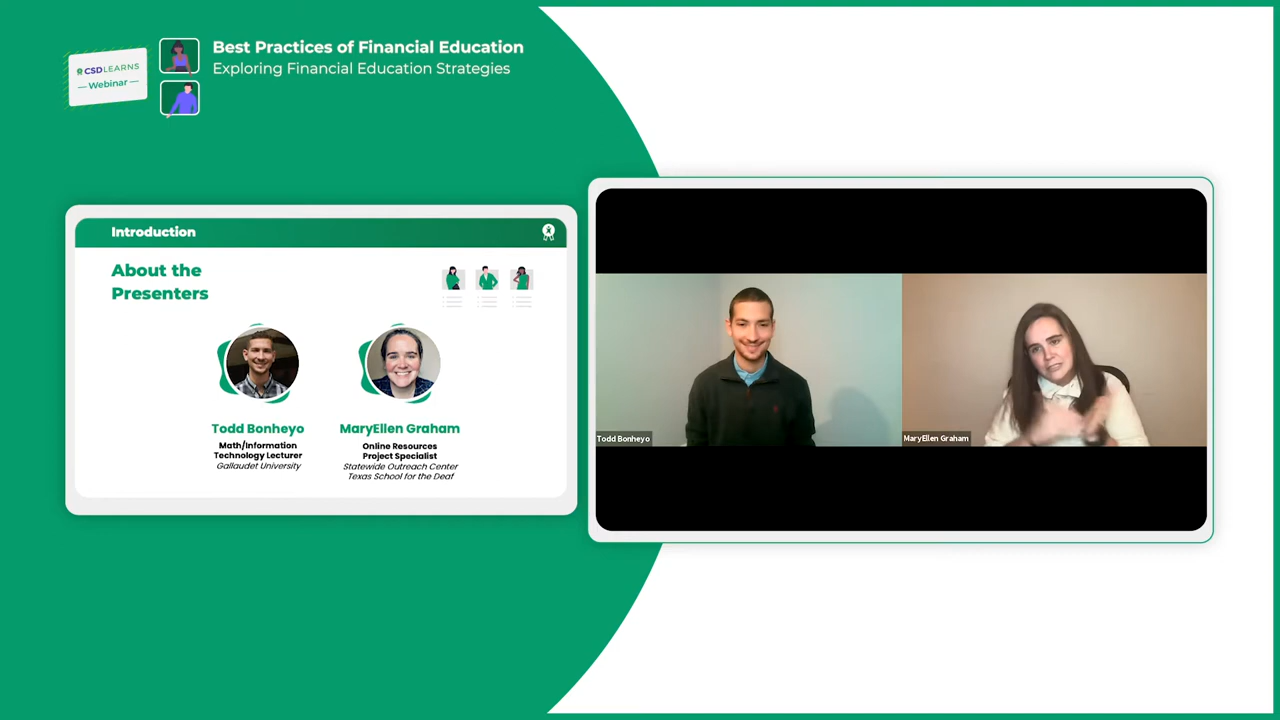 CSDLEARNS
— Webinar —
Best Practices of Financial Education
Exploring Financial Education Strategies
Introduction
About the
Presenters
Todd Bonheyo
Math/Information
Technology Lecturer
Gallaudet University
MaryEllen Graham
Online Resources
Project Specialist
Statewide Outreach Center
Texas School for the Deaf
Todd Bonheyo
MaryEllen Graham